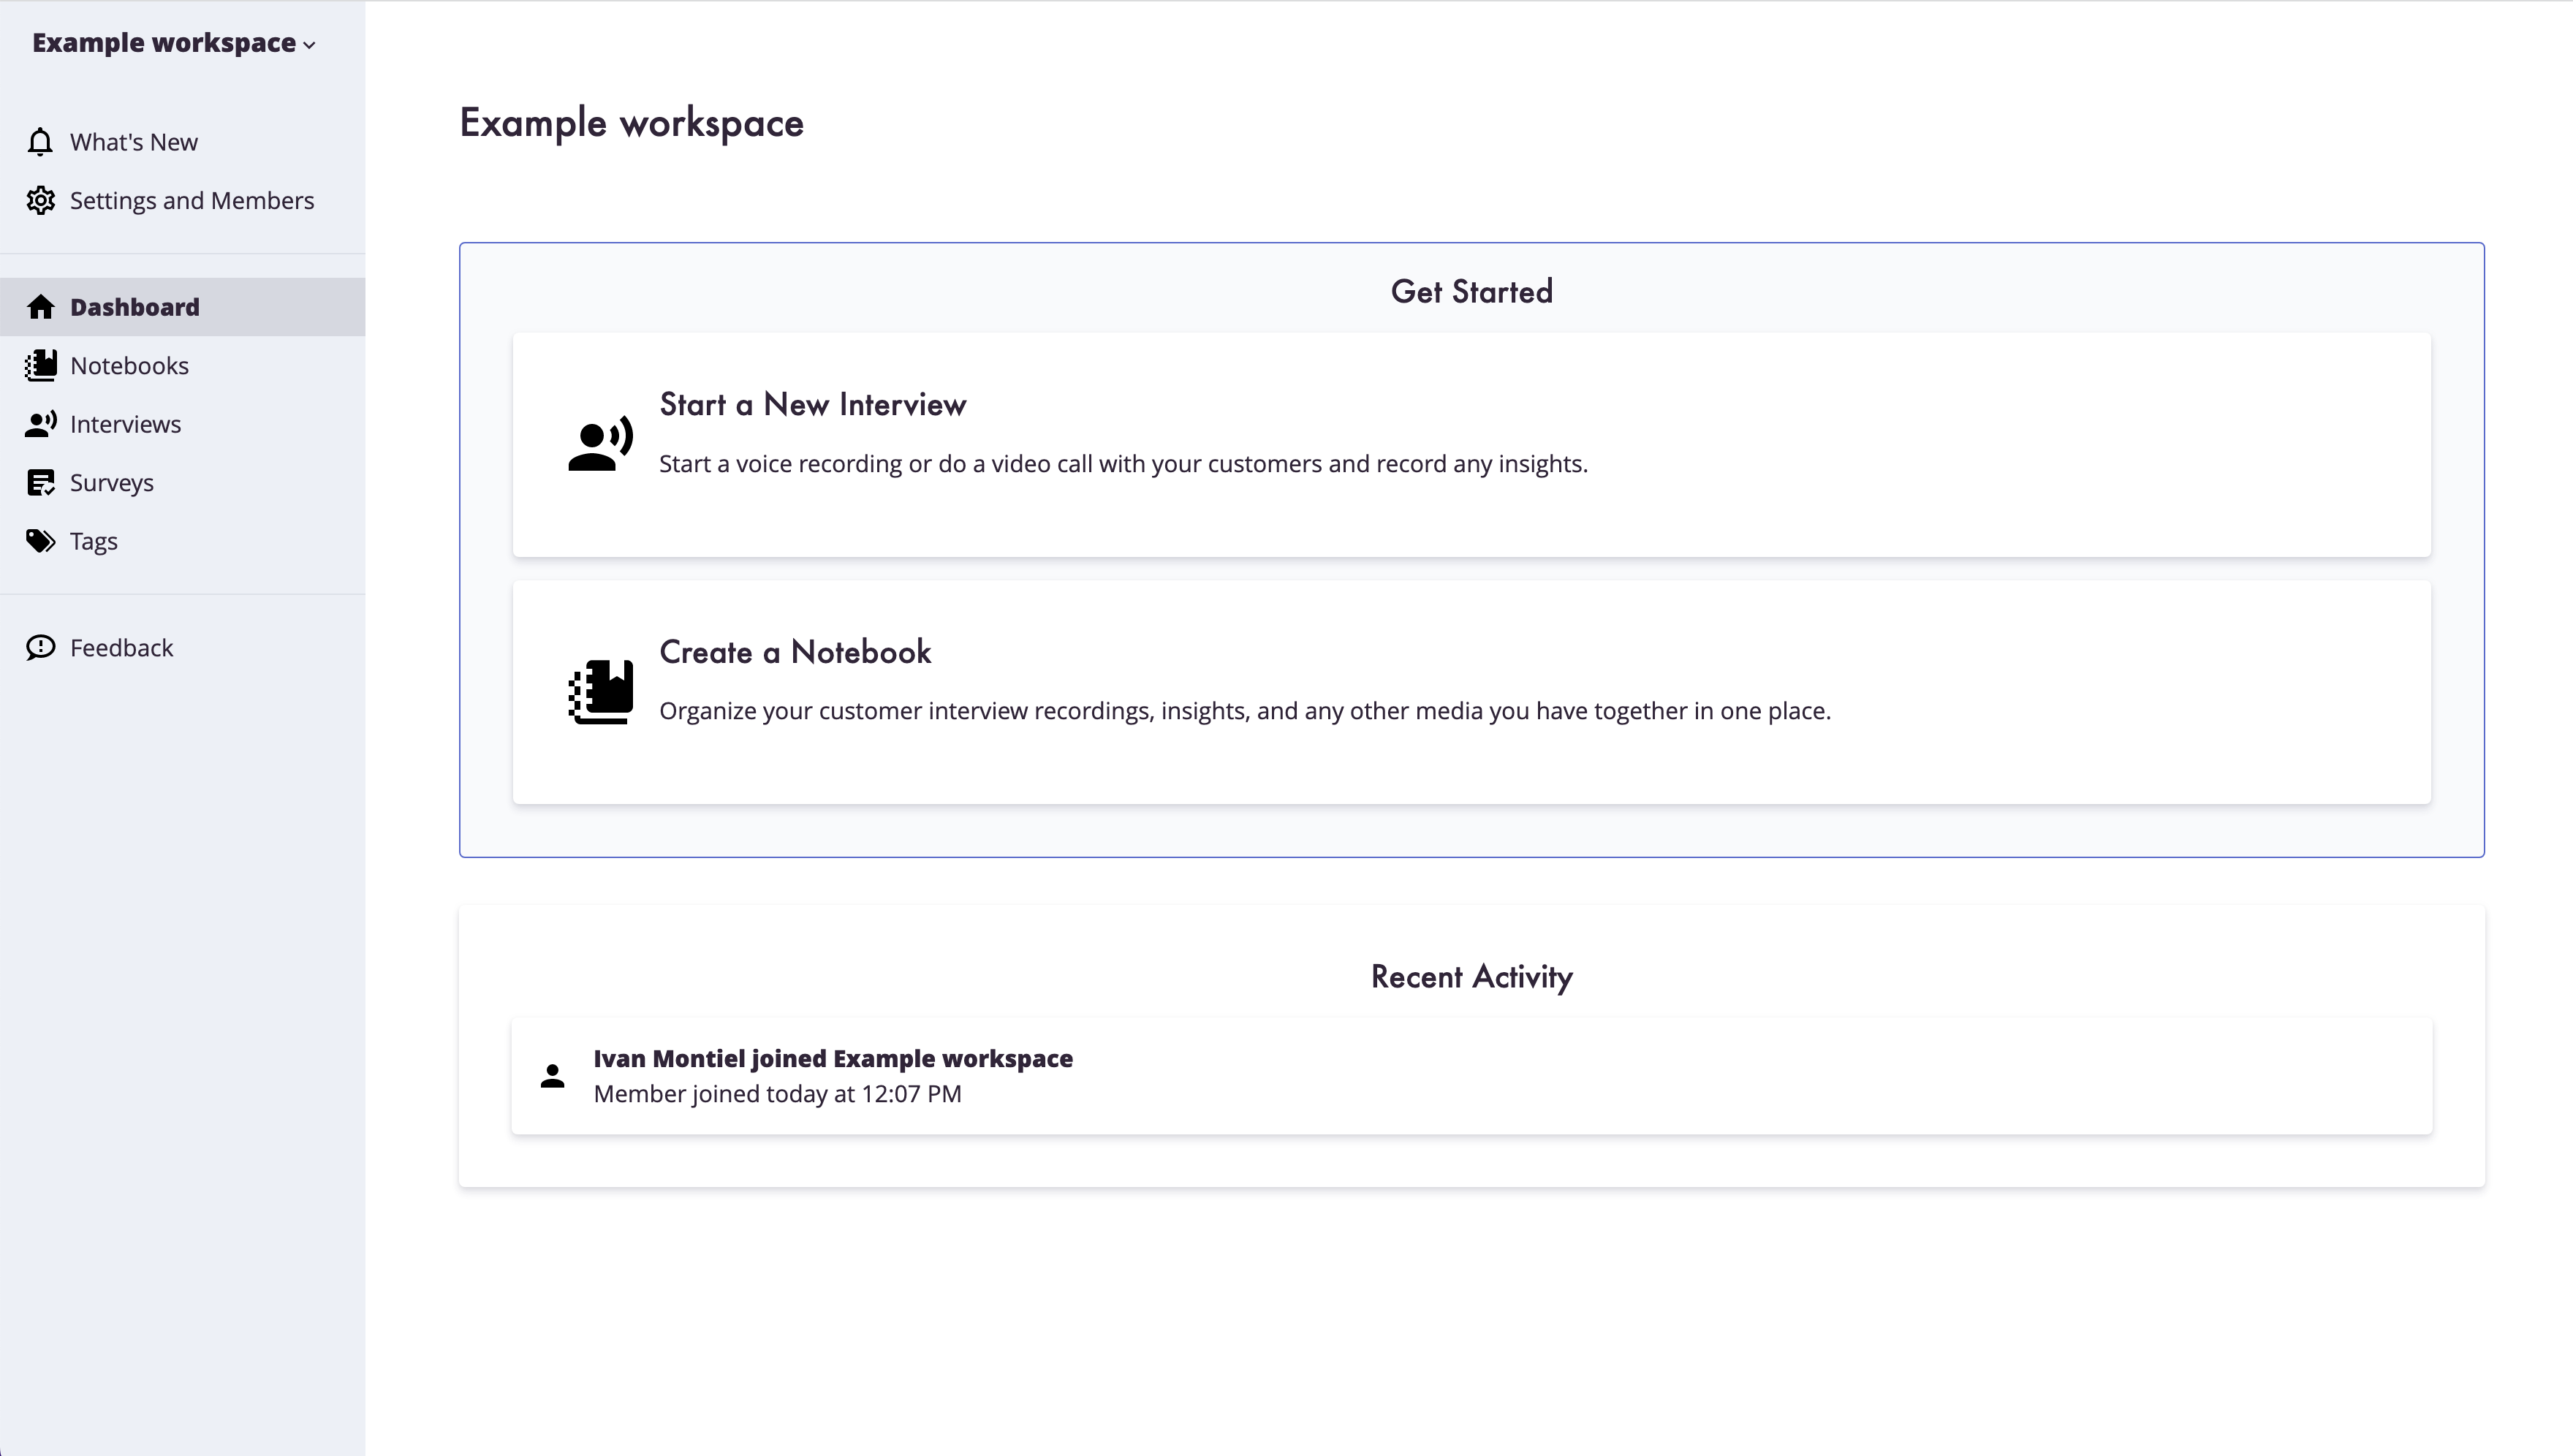 Example workspace
What's New
Settings and Members
Dashboard
Notebooks
Interviews
Surveys
Tags
Feedback
Example workspace
Get Started
Start a New Interview
Start a voice recording or do a video call with your customers and record any insights.
Create a Notebook
Organize your customer interview recordings, insights, and any other media you have together in one place.
Recent Activity
Ivan Montiel joined Example workspace
Member joined today at 12:07 PM